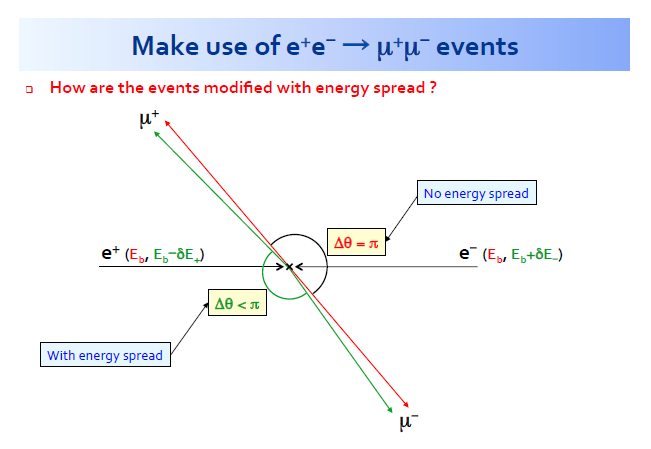 Make use of e⁺e⁻ → μ⁺μ⁻ events
How are the events modified with energy spread ?
μ⁺
No energy spread
Δθ = π
e⁺ (E_b, E_b−δE₊)
e⁻ (E_b, E_b+δE₋)
Δθ < π
With energy spread
μ⁻